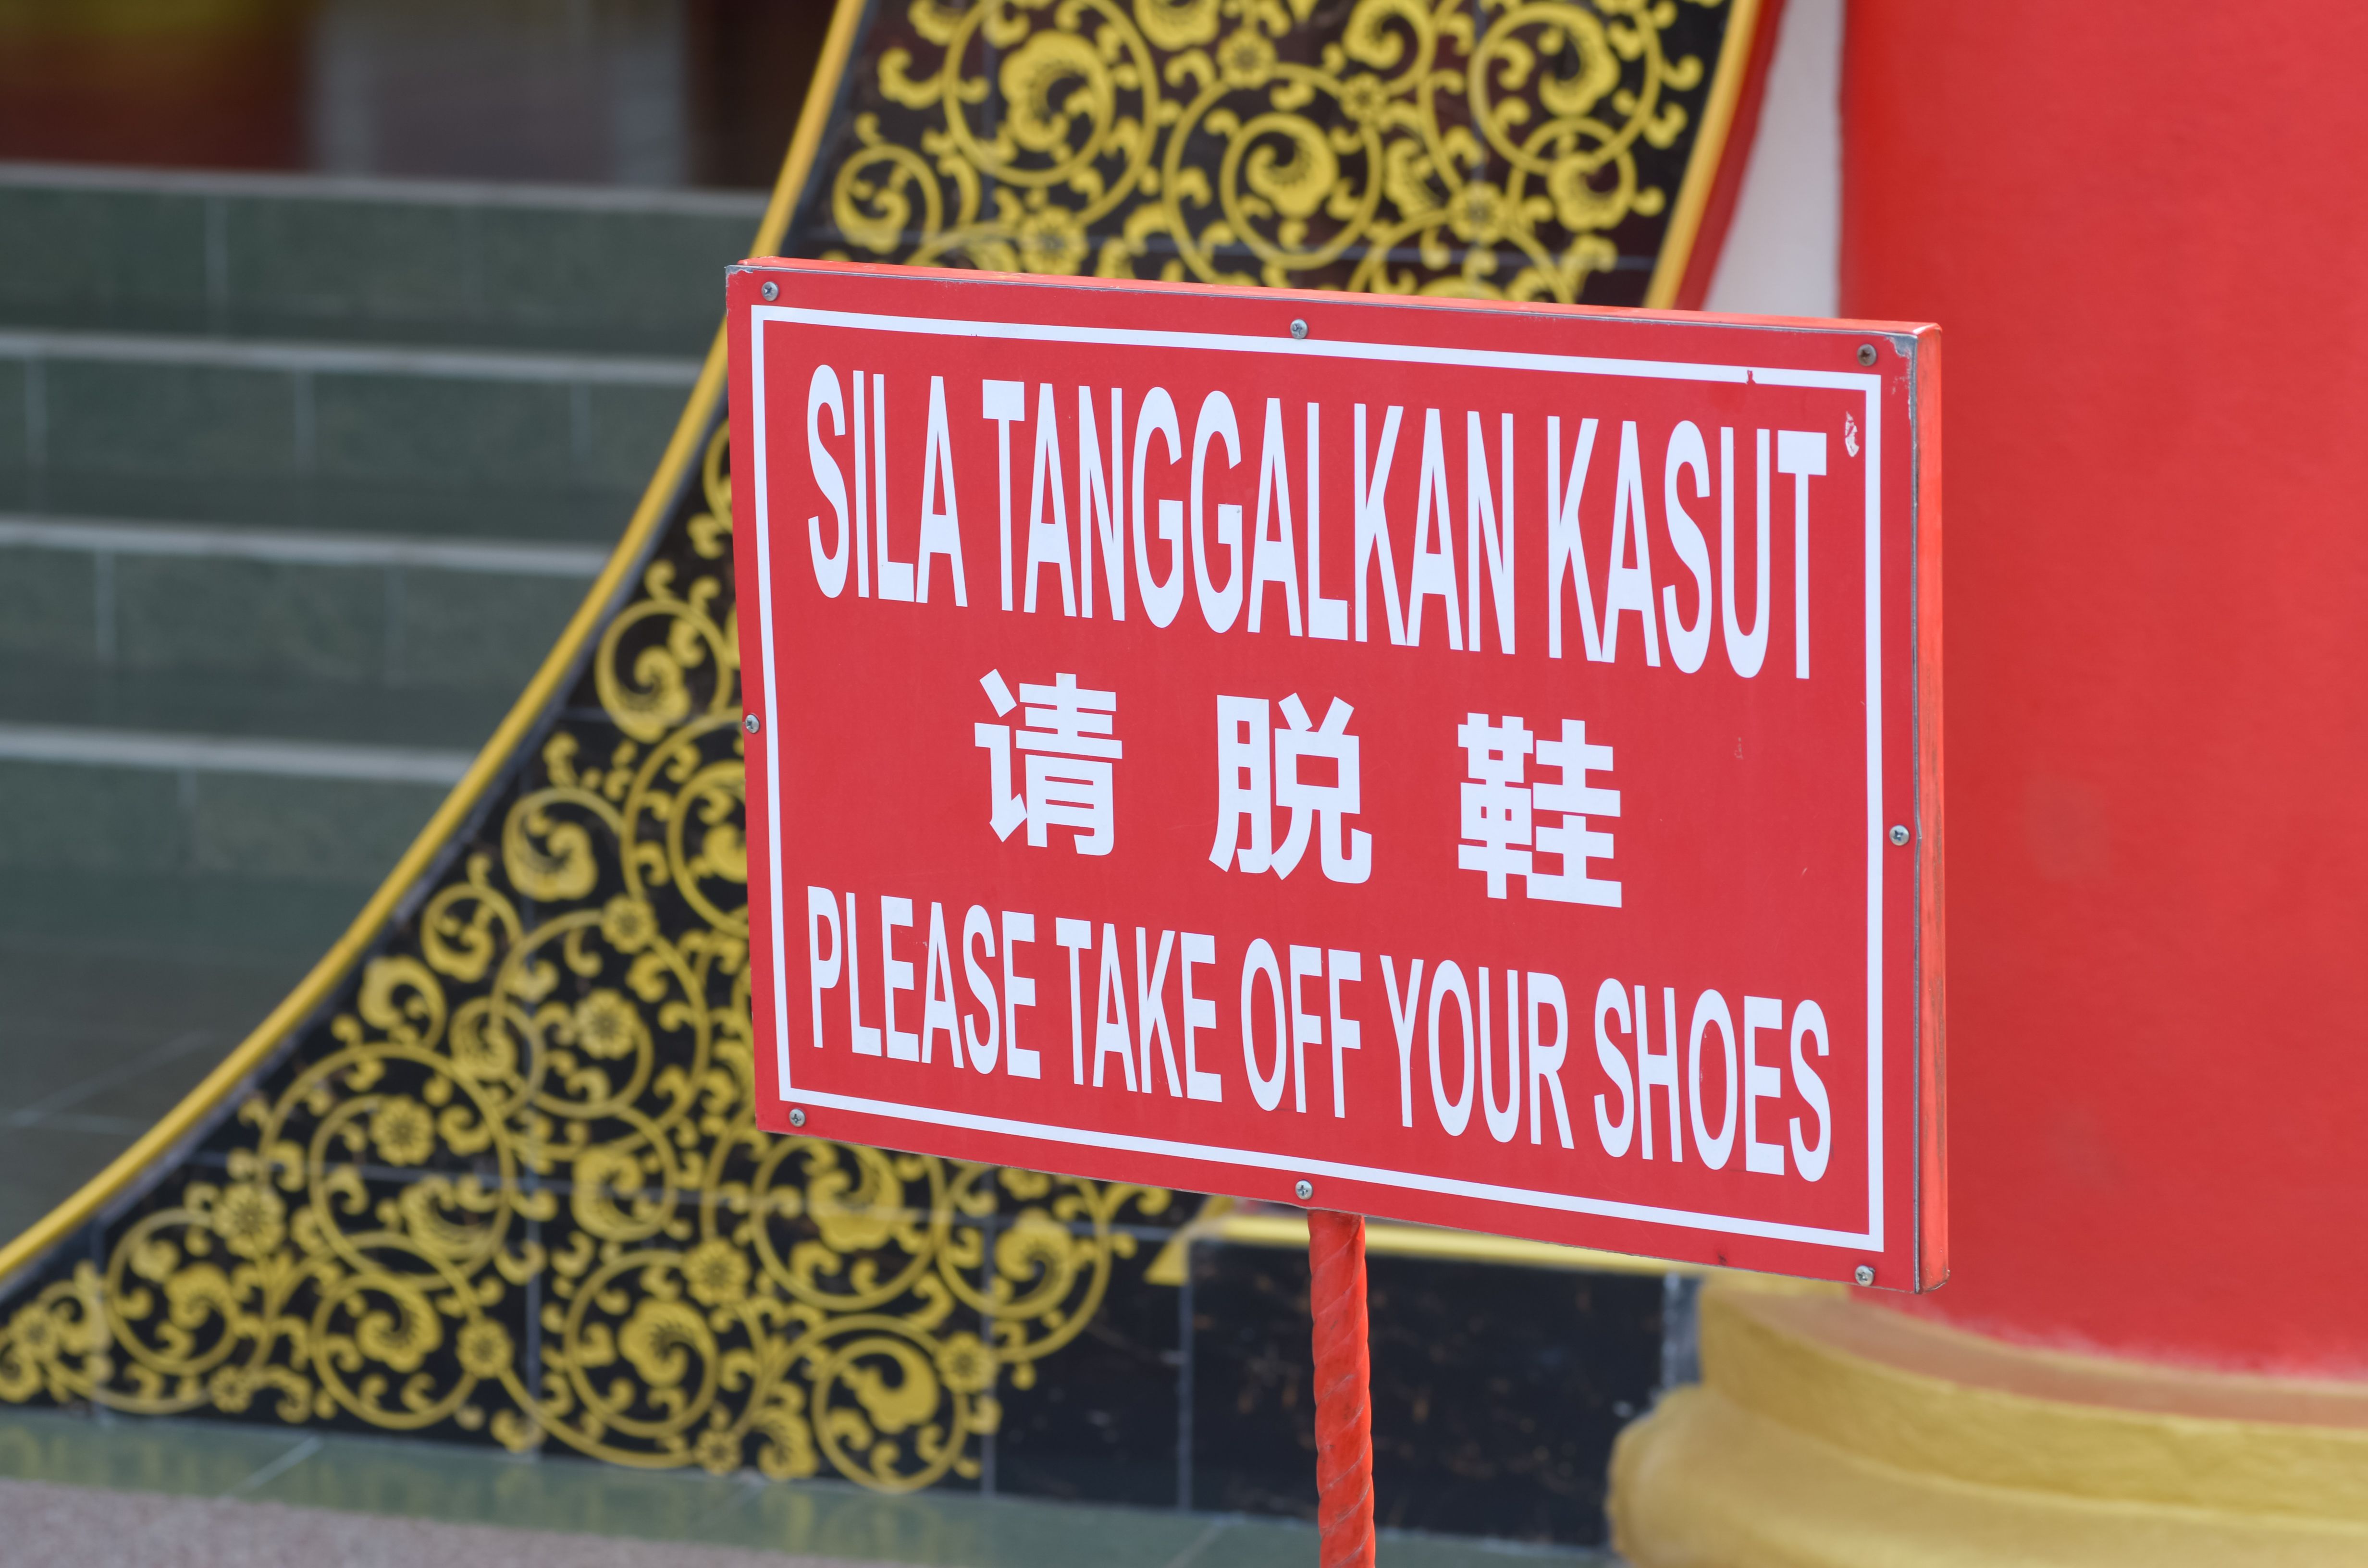 SILA TANGGALKAN KASUT
请脱鞋
PLEASE TAKE OFF YOUR SHOES